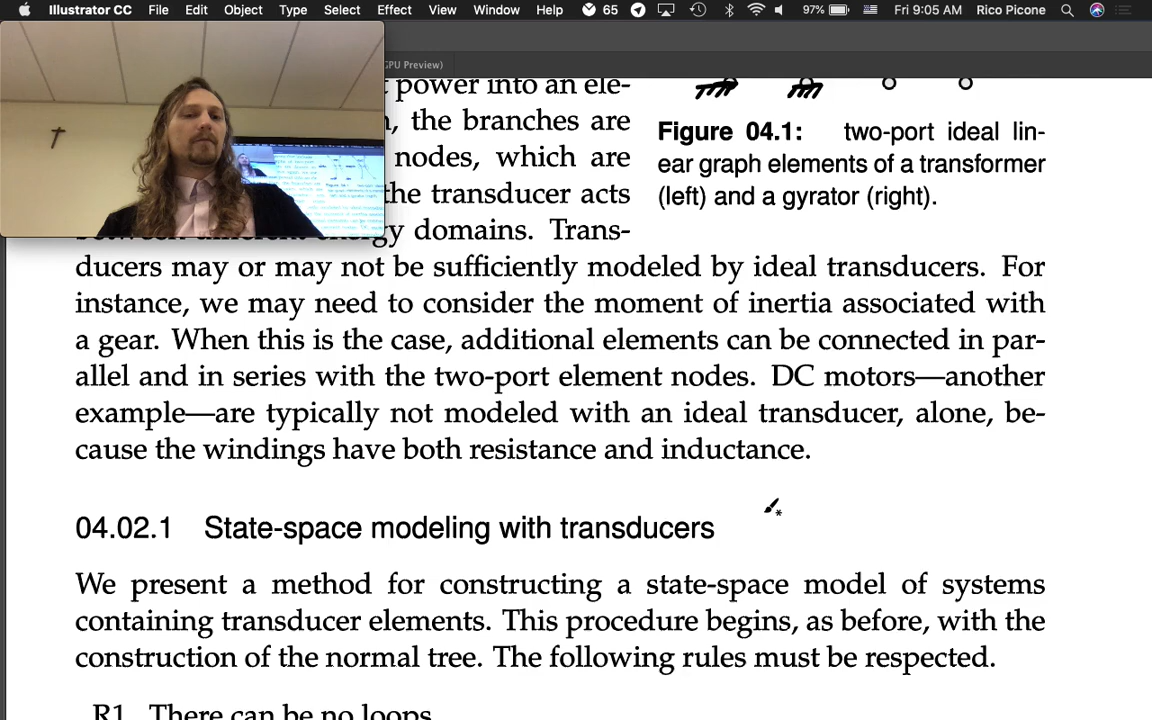 Illustrator CC File Edit Object Type Select Effect View Window Help 65 97% Fri 9:05 AM Rico Picone
GPU Preview)
power into an ele-
, the branches are
nodes, which are
the transducer acts
between different energy domains. Trans-
ducers may or may not be sufficiently modeled by ideal transducers. For
instance, we may need to consider the moment of inertia associated with
a gear. When this is the case, additional elements can be connected in par-
allel and in series with the two-port element nodes. DC motors—another
example—are typically not modeled with an ideal transducer, alone, be-
cause the windings have both resistance and inductance.
Figure 04.1: two-port ideal lin-
ear graph elements of a transformer
(left) and a gyrator (right).
04.02.1 State-space modeling with transducers
We present a method for constructing a state-space model of systems
containing transducer elements. This procedure begins, as before, with the
construction of the normal tree. The following rules must be respected.
R1. There can be no loops